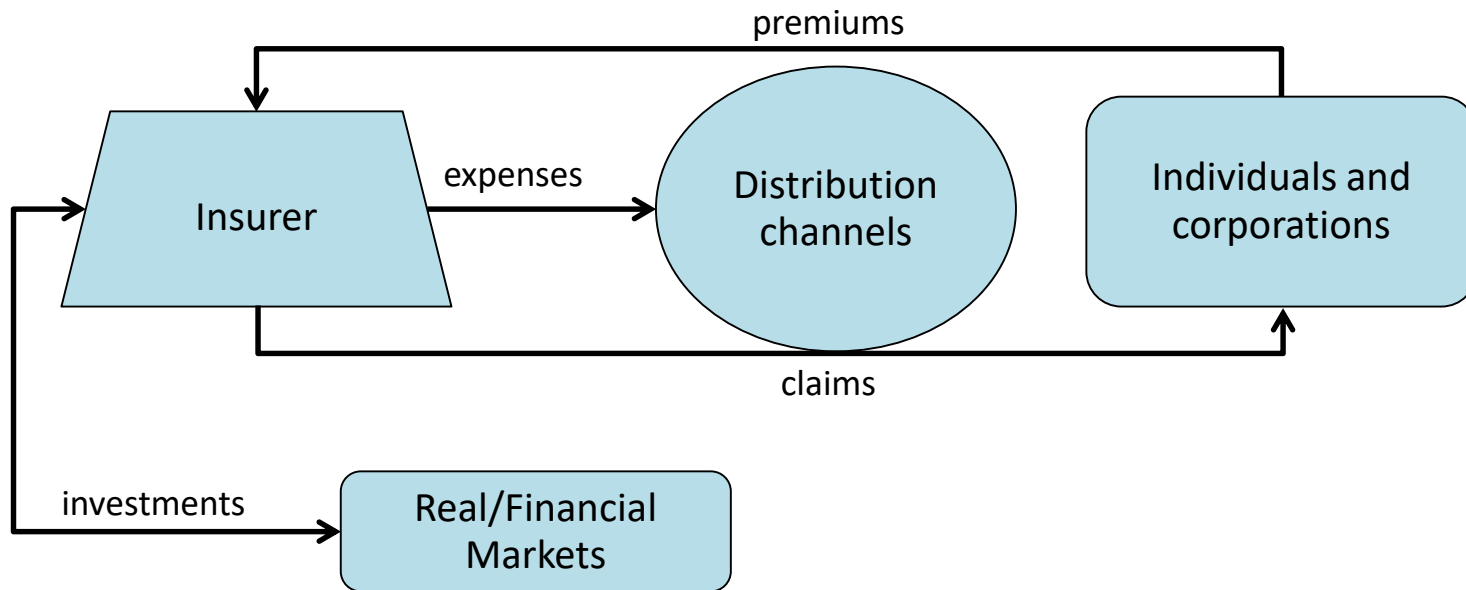 premiums
Insurer
expenses
Distribution
channels
Individuals and
corporations
claims
investments
Real/Financial
Markets